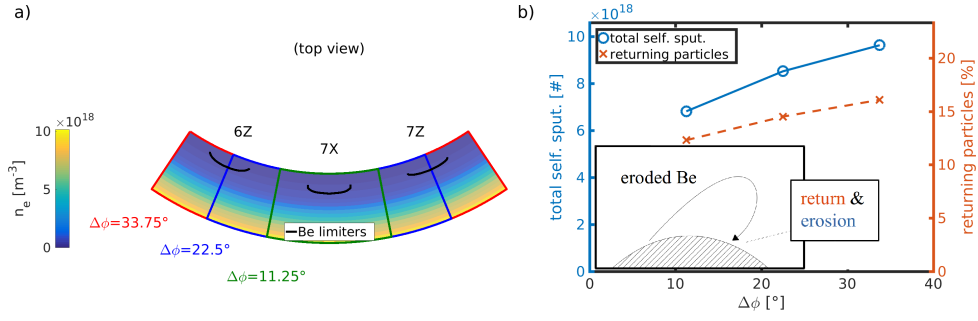 a)
(top view)
×10¹⁸
10
5
0
n_e [m⁻³]
6Z
7X
7Z
Be limiters
Δϕ=33.75°
Δϕ=22.5°
Δϕ=11.25°
b)
×10¹⁸
total self. sput.
returning particles
10
8
6
4
2
0
total self. sput. [#]
20
15
10
5
0
returning particles [%]
eroded Be
return &
erosion
0
10
20
30
40
Δϕ [°]